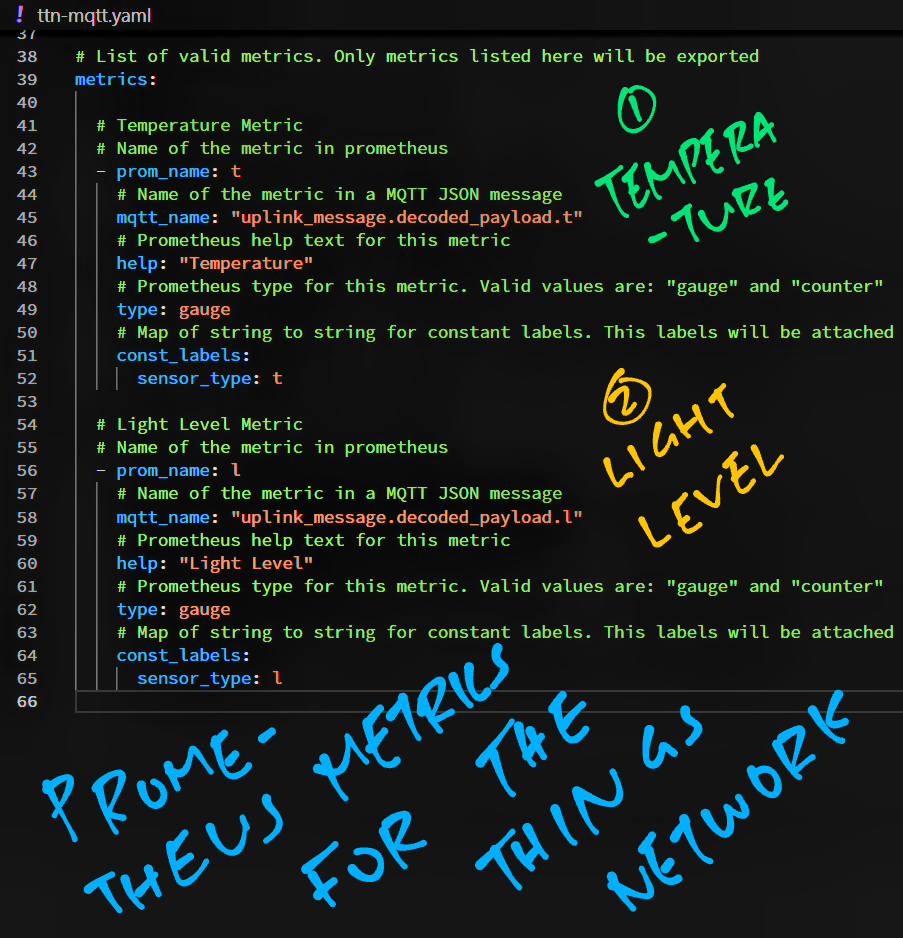 ! ttn-mqtt.yaml
37
38 # List of valid metrics. Only metrics listed here will be exported
39 metrics:
40
41 # Temperature Metric
42 # Name of the metric in prometheus
43 - prom_name: t
44 # Name of the metric in a MQTT JSON message
45 mqtt_name: "uplink_message.decoded_payload.t"
46 # Prometheus help text for this metric
47 help: "Temperature"
48 # Prometheus type for this metric. Valid values are: "gauge" and "counter"
49 type: gauge
50 # Map of string to string for constant labels. This labels will be attached
51 const_labels:
52 sensor_type: t
53
54 # Light Level Metric
55 # Name of the metric in prometheus
56 - prom_name: l
57 # Name of the metric in a MQTT JSON message
58 mqtt_name: "uplink_message.decoded_payload.l"
59 # Prometheus help text for this metric
60 help: "Light Level"
61 # Prometheus type for this metric. Valid values are: "gauge" and "counter"
62 type: gauge
63 # Map of string to string for constant labels. This labels will be attached
64 const_labels:
65 sensor_type: l
66
1
TEMPERA
-TURE
2
LIGHT
LEVEL
PROME-
THEUS METRICS
FOR THE
THINGS
NETWORK